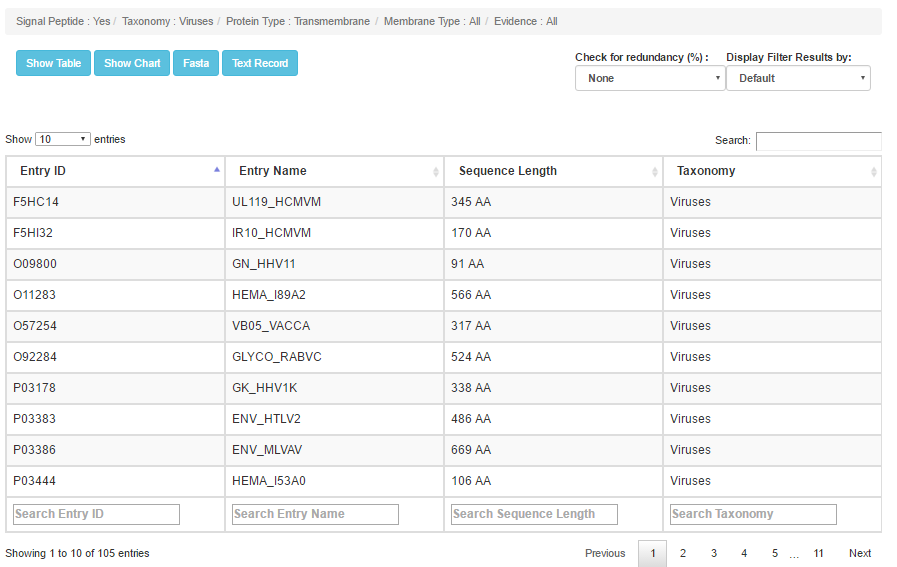 Signal Peptide : Yes / Taxonomy : Viruses / Protein Type : Transmembrane / Membrane Type : All / Evidence : All
Show Table Show Chart Fasta Text Record
Check for redundancy (%) : Display Filter Results by:
None Default
Show 10 entries Search:
Entry ID Entry Name Sequence Length Taxonomy
F5HC14 UL119_HCMVM 345 AA Viruses
F5HI32 IR10_HCMVM 170 AA Viruses
O09800 GN_HHV11 91 AA Viruses
O11283 HEMA_I89A2 566 AA Viruses
O57254 VB05_VACCA 317 AA Viruses
O92284 GLYCO_RABVC 524 AA Viruses
P03178 GK_HHV1K 338 AA Viruses
P03383 ENV_HTLV2 486 AA Viruses
P03386 ENV_MLVAV 669 AA Viruses
P03444 HEMA_I53A0 106 AA Viruses
Search Entry ID Search Entry Name Search Sequence Length Search Taxonomy
Showing 1 to 10 of 105 entries Previous 1 2 3 4 5 ... 11 Next